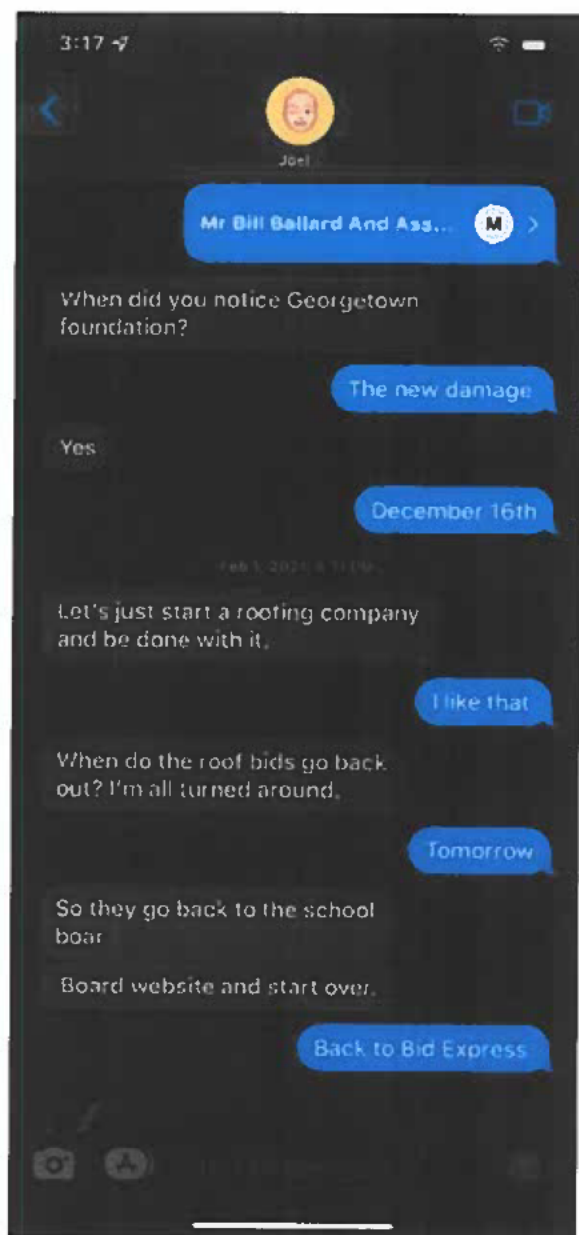 3:17
Joel
Mr Bill Ballard And Ass...
M
When did you notice Georgetown
foundation?
The new damage
Yes
December 16th
Feb 1,
Let's just start a roofing company
and be done with it.
I like that
When do the roof bids go back
out? I'm all turned around.
Tomorrow
So they go back to the school
boar
Board website and start over.
Back to Bid Express